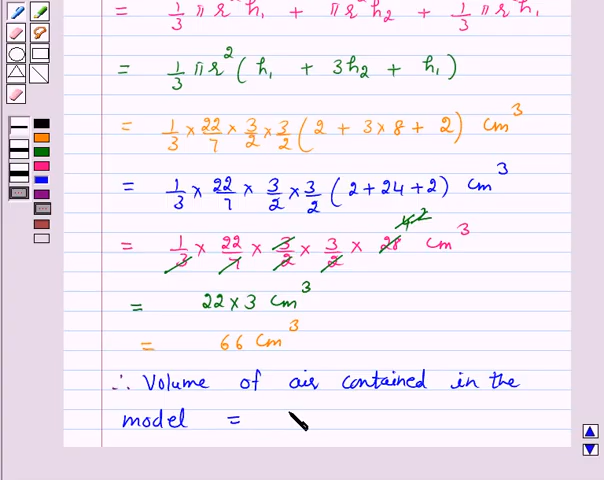 = 1/3 π r² h₁ + π r² h₂ + 1/3 π r² h₁
= 1/3 π r² (h₁ + 3h₂ + h₁)
= 1/3 × 22/7 × 3/2 × 3/2 (2 + 3×8 + 2) cm³
= 1/3 × 22/7 × 3/2 × 3/2 (2+24+2) cm³
= 1/3 × 22/7 × 3/2 × 3/2 × 28 4 2 cm³
= 22×3 cm³
= 66 cm³
∴ Volume of air contained in the
model =